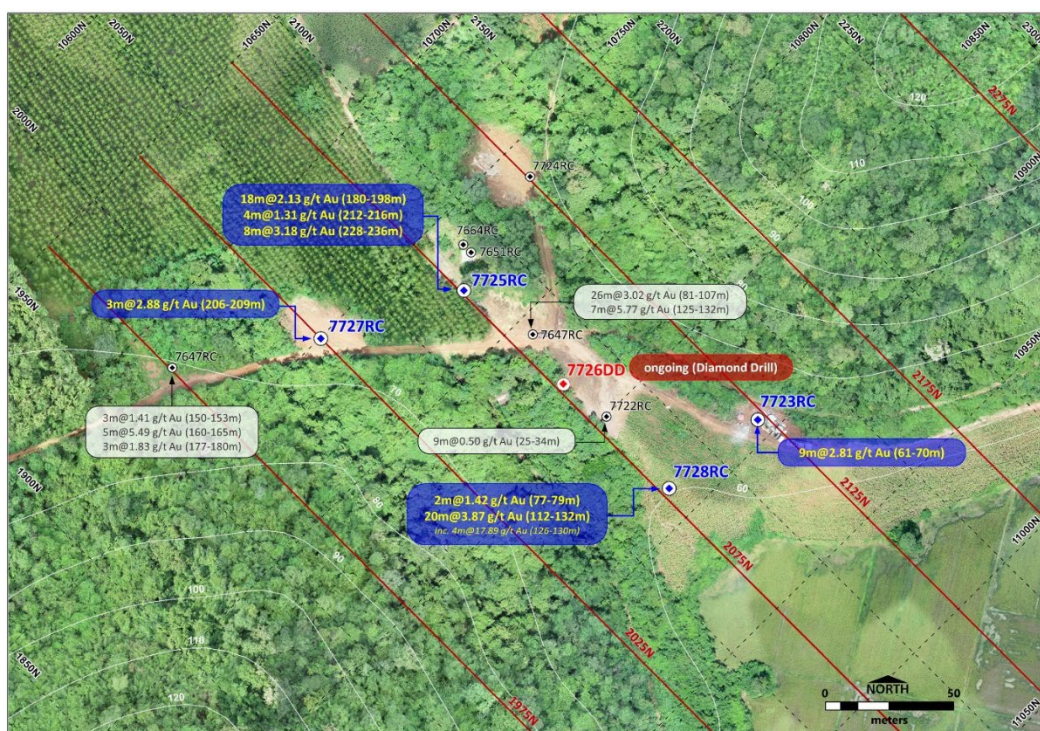 10600N
2050N
10650N
2100N
10700N
2150N
10750N
2200N
10800N
2250N
10850N
2300N
2000N
2275N
120
110
100
90
7724RC
10900N
18m@2.13 g/t Au (180-198m)
4m@1.31 g/t Au (212-216m)
8m@3.18 g/t Au (228-236m)
7664RC
7651RC
7725RC
1950N
3m@2.88 g/t Au (206-209m)
7727RC
26m@3.02 g/t Au (81-107m)
7m@5.77 g/t Au (125-132m)
7647RC
10950N
7647RC
70
7726DD
ongoing (Diamond Drill)
2175N
3m@1.41 g/t Au (150-153m)
5m@5.49 g/t Au (160-165m)
3m@1.83 g/t Au (177-180m)
7722RC
7723RC
9m@0.50 g/t Au (25-34m)
9m@2.81 g/t Au (61-70m)
1900N
7728RC
60
2m@1.42 g/t Au (77-79m)
20m@3.87 g/t Au (112-132m)
inc. 4m@17.89 g/t Au (126-130m)
80
2125N
11000N
90
2075N
100
110
2025N
1850N
120
1975N
NORTH
0
50
meters
11050N